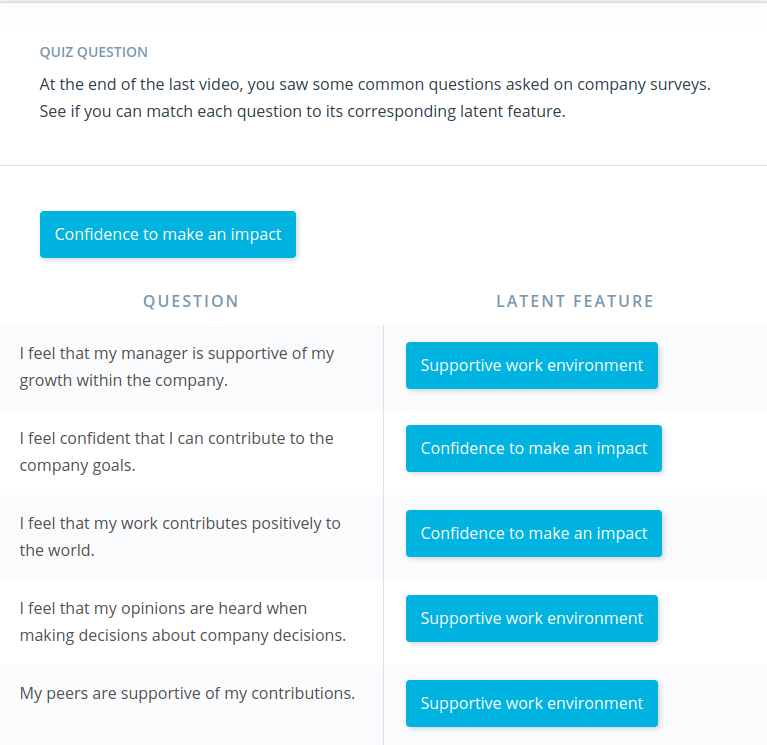 QUIZ QUESTION
At the end of the last video, you saw some common questions asked on company surveys.
See if you can match each question to its corresponding latent feature.
Confidence to make an impact
QUESTION
LATENT FEATURE
I feel that my manager is supportive of my
growth within the company.
Supportive work environment
I feel confident that I can contribute to the
company goals.
Confidence to make an impact
I feel that my work contributes positively to
the world.
Confidence to make an impact
I feel that my opinions are heard when
making decisions about company decisions.
Supportive work environment
My peers are supportive of my contributions.
Supportive work environment